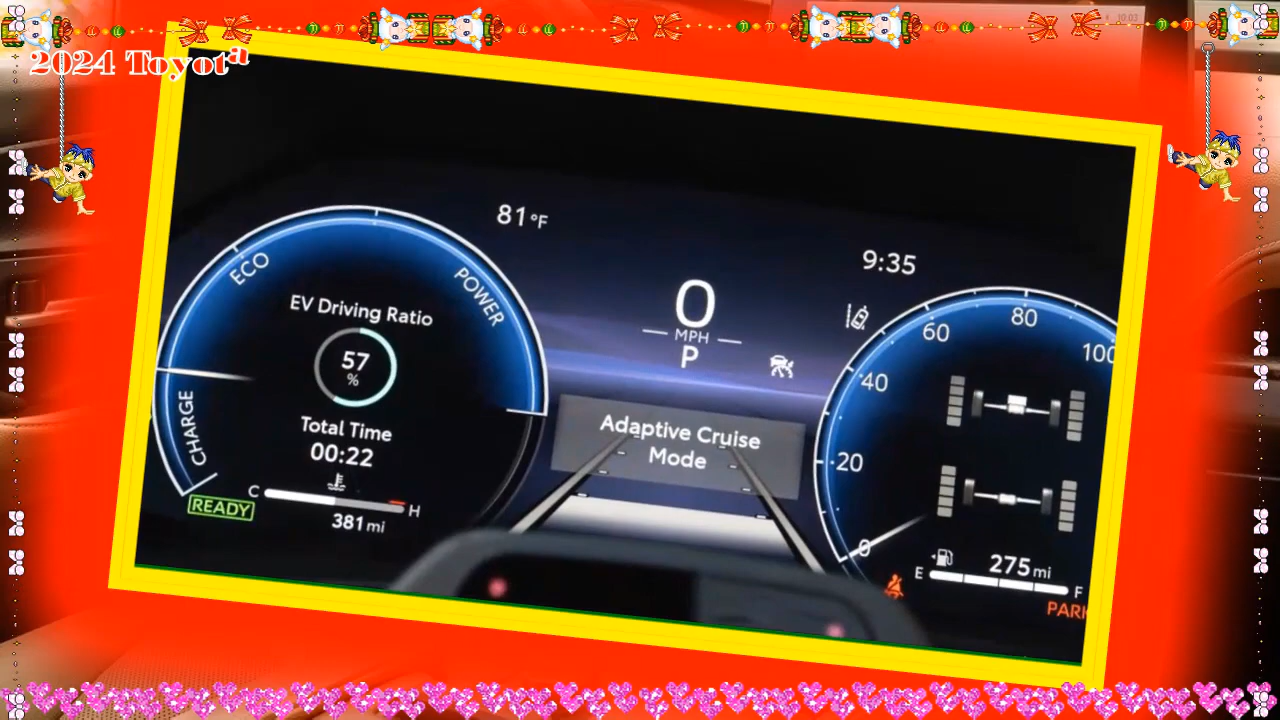 2024 Toyota
81°F
9:35
ECO
POWER
CHARGE
EV Driving Ratio
57
%
Total Time
00:22
C
H
381 mi
READY
0
MPH
P
Adaptive Cruise
Mode
0
20
40
60
80
100
275 mi
E
F
PARK